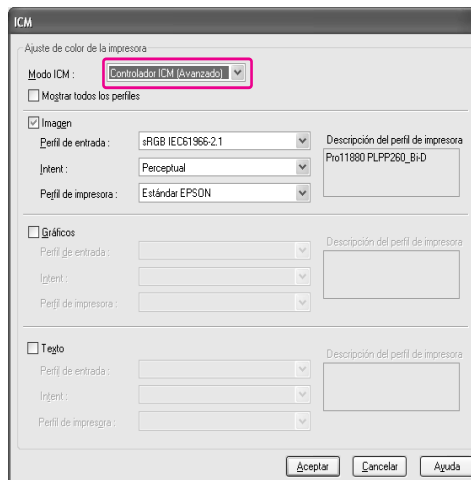 ICM
Ajuste de color de la impresora
Modo ICM : Controlador ICM (Avanzado)
Mostrar todos los perfiles
Imagen
Perfil de entrada : sRGB IEC61966-2.1
Descripción del perfil de impresora
Pro11880 PLPP260_Bi-D
Intent : Perceptual
Perfil de impresora : Estándar EPSON
Gráficos
Perfil de entrada :
Descripción del perfil de impresora
Intent :
Perfil de impresora :
Texto
Perfil de entrada :
Descripción del perfil de impresora
Intent :
Perfil de impresora :
Aceptar Cancelar Ayuda